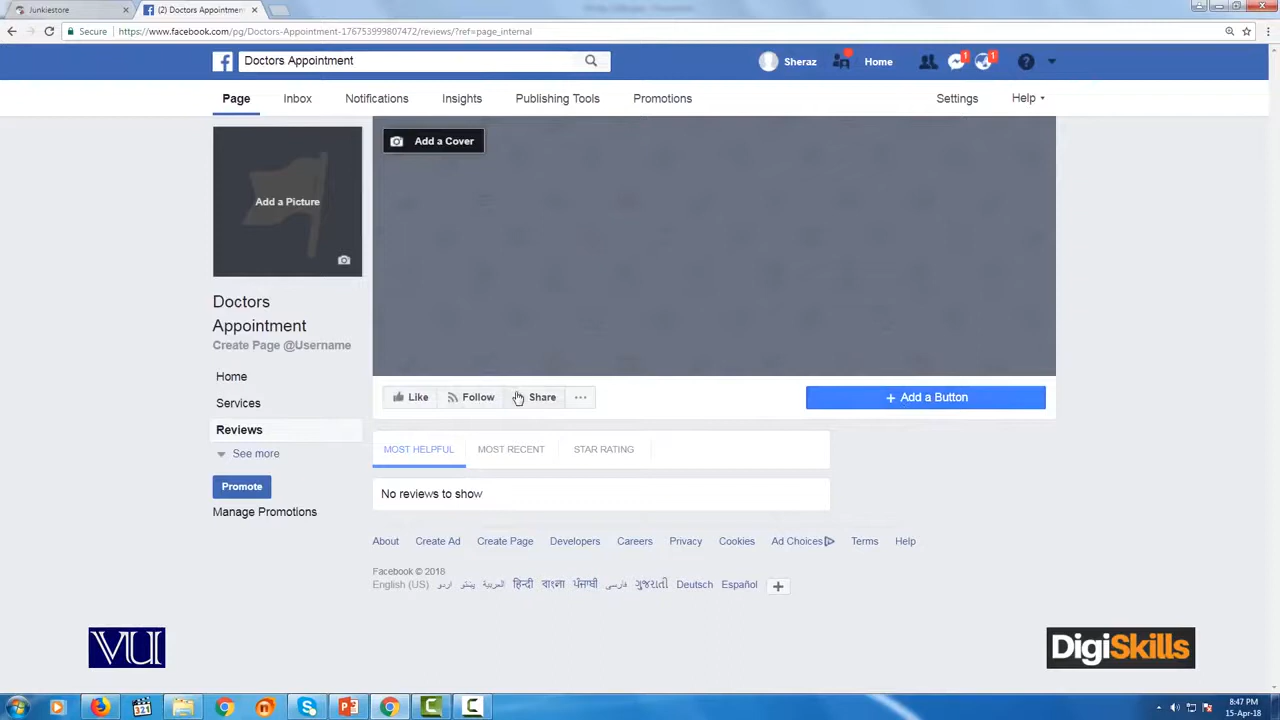 Junkiestore
(2) Doctors Appointment
Secure
https://www.facebook.com/pg/Doctors-Appointment-176753999807472/reviews/?ref=page_internal
Doctors Appointment
Sheraz
Home
1
1
Page
Inbox
Notifications
Insights
Publishing Tools
Promotions
Settings
Help
Add a Picture
Add a Cover
Doctors
Appointment
Create Page @Username
Home
Services
Reviews
See more
Promote
Manage Promotions
Like
Follow
Share
+ Add a Button
MOST HELPFUL
MOST RECENT
STAR RATING
No reviews to show
About
Create Ad
Create Page
Developers
Careers
Privacy
Cookies
Ad Choices
Terms
Help
Facebook © 2018
English (US) اردو پښتو العربية हिन्दी বাংলা ਪੰਜਾਬੀ فارسی ગુજરાતી Deutsch Español
VU
DigiSkills
8:47 PM
15-Apr-18